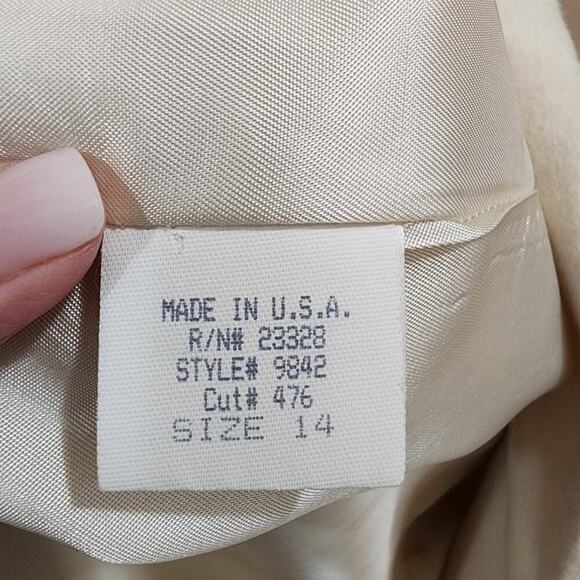 MADE IN U.S.A.
R/N# 23328
STYLE# 9842
Cut# 476
SIZE 14